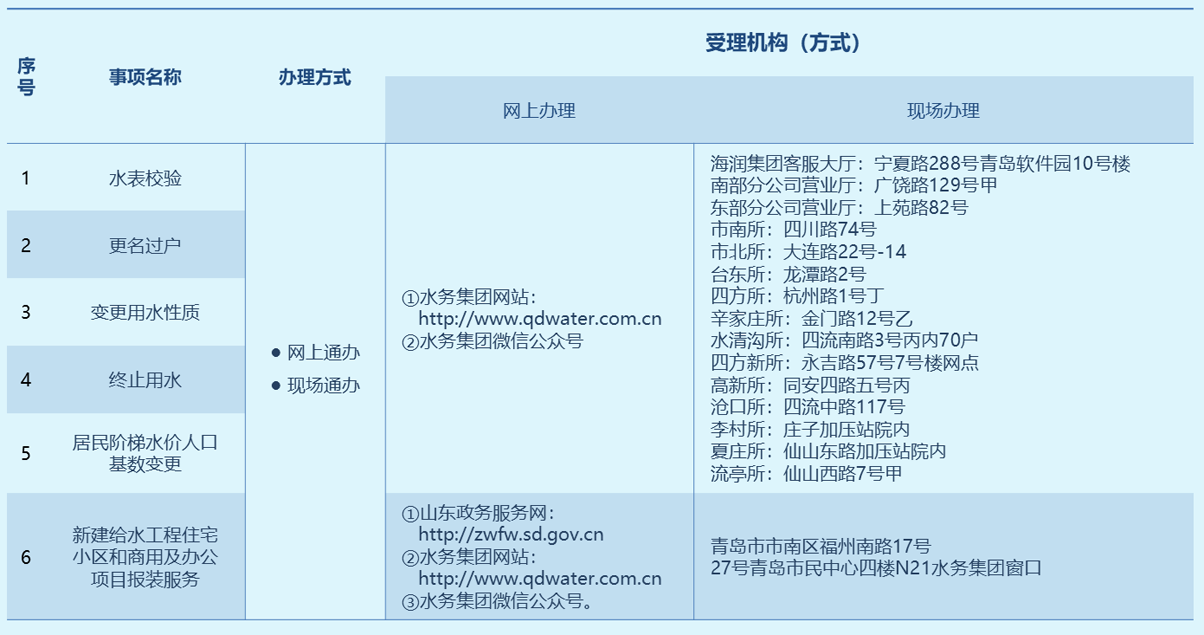 序号
事项名称
办理方式
受理机构（方式）
网上办理
现场办理
1
水表校验
2
更名过户
3
变更用水性质
4
终止用水
5
居民阶梯水价人口
基数变更
6
新建给水工程住宅
小区和商用及办公
项目报装服务
● 网上通办
● 现场通办
①水务集团网站：
http://www.qdwater.com.cn
②水务集团微信公众号
海润集团客服大厅：宁夏路288号青岛软件园10号楼
南部分公司营业厅：广饶路129号甲
东部分公司营业厅：上苑路82号
市南所：四川路74号
市北所：大连路22号-14
台东所：龙潭路2号
四方所：杭州路1号丁
辛家庄所：金门路12号乙
水清沟所：四流南路3号丙内70户
四方新所：永吉路57号7号楼网点
高新所：同安四路五号丙
沧口所：四流中路117号
李村所：庄子加压站院内
夏庄所：仙山东路加压站院内
流亭所：仙山西路7号甲
①山东政务服务网：
http://zwfw.sd.gov.cn
②水务集团网站：
http://www.qdwater.com.cn
③水务集团微信公众号。
青岛市市南区福州南路17号
27号青岛市民中心四楼N21水务集团窗口